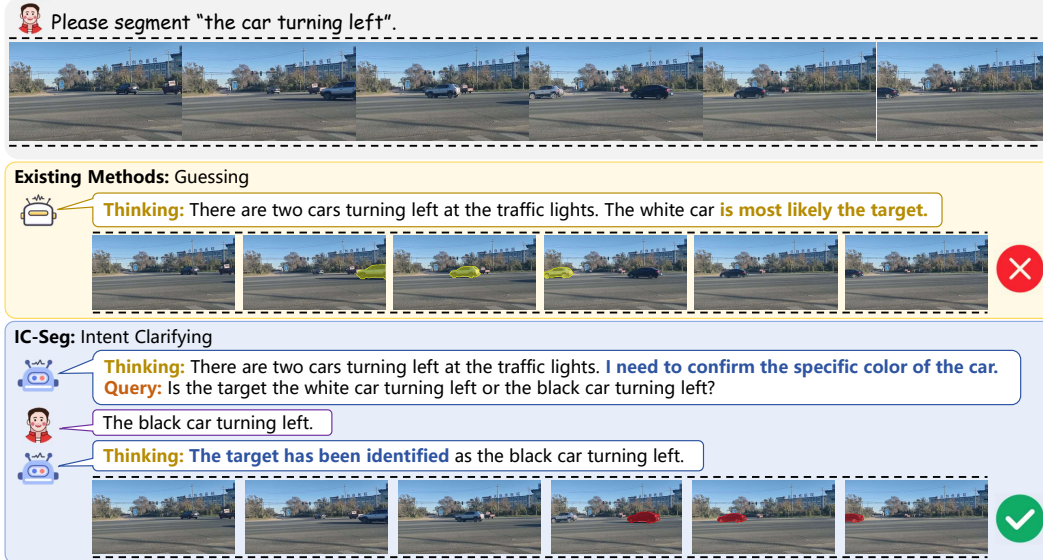 Please segment “the car turning left”.
Existing Methods: Guessing
Thinking: There are two cars turning left at the traffic lights. The white car is most likely the target.
IC-Seg: Intent Clarifying
Thinking: There are two cars turning left at the traffic lights. I need to confirm the specific color of the car.
Query: Is the target the white car turning left or the black car turning left?
The black car turning left.
Thinking: The target has been identified as the black car turning left.